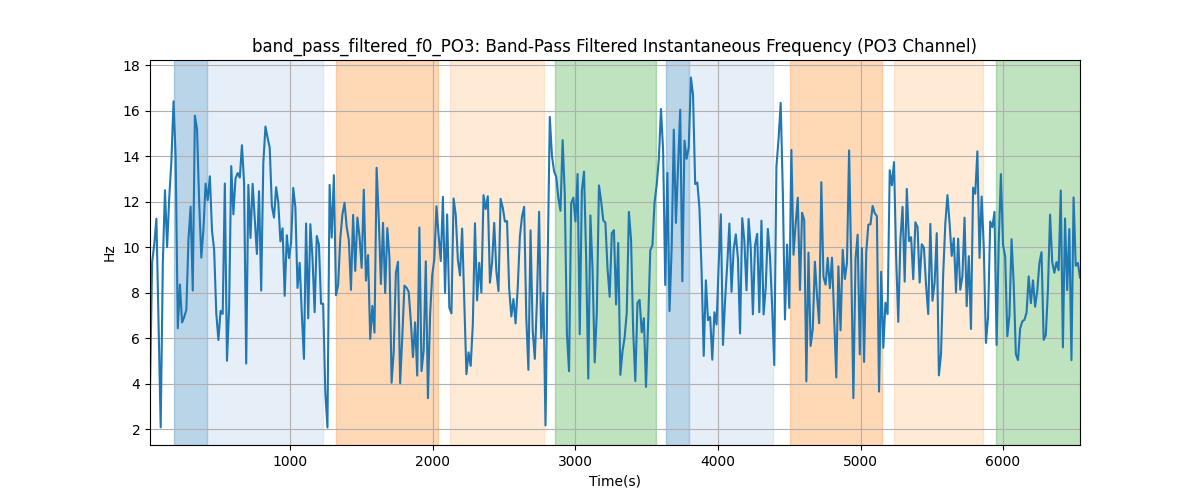 band_pass_filtered_f0_PO3: Band-Pass Filtered Instantaneous Frequency (PO3 Channel)
18
16
14
12
10
8
6
4
2
Hz
1000 2000 3000 4000 5000 6000
Time(s)